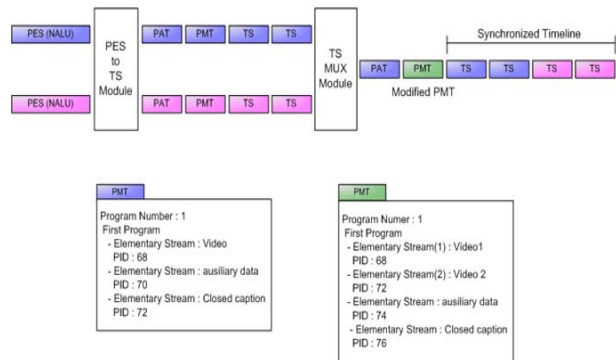 PES (NALU)
PES
to
TS
Module
PAT
PMT
TS
TS
TS
MUX
Module
Synchronized Timeline
PAT
PMT
TS
TS
TS
TS
Modified PMT
PES (NALU)
PAT
PMT
TS
TS
PMT
Program Number : 1
First Program
- Elementary Stream : Video
PID : 68
- Elementary Stream : ausiliary data
PID : 70
- Elementary Stream : Closed caption
PID : 72
PMT
Program Numer : 1
First Program
- Elementary Stream(1) : Video1
PID : 68
- Elementary Stream(2) : Video 2
PID : 72
- Elementary Stream : ausiliary data
PID : 74
- Elementary Stream : Closed caption
PID : 76